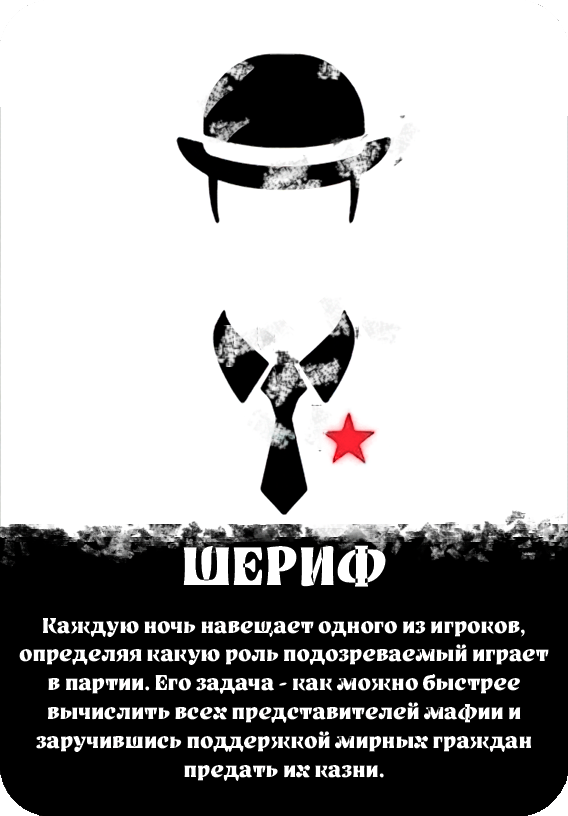 ШЕРИФ
Каждую ночь навещает одного из игроков,
определяя какую роль подозреваемый играет
в партии. Его задача - как можно быстрее
вычислить всех представителей мафии и
заручившись поддержкой мирных граждан
предать их казни.